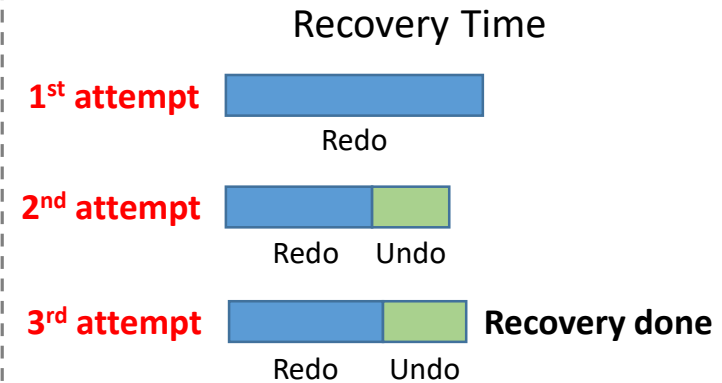 Recovery Time
1st attempt
Redo
2nd attempt
Redo Undo
3rd attempt Recovery done
Redo Undo